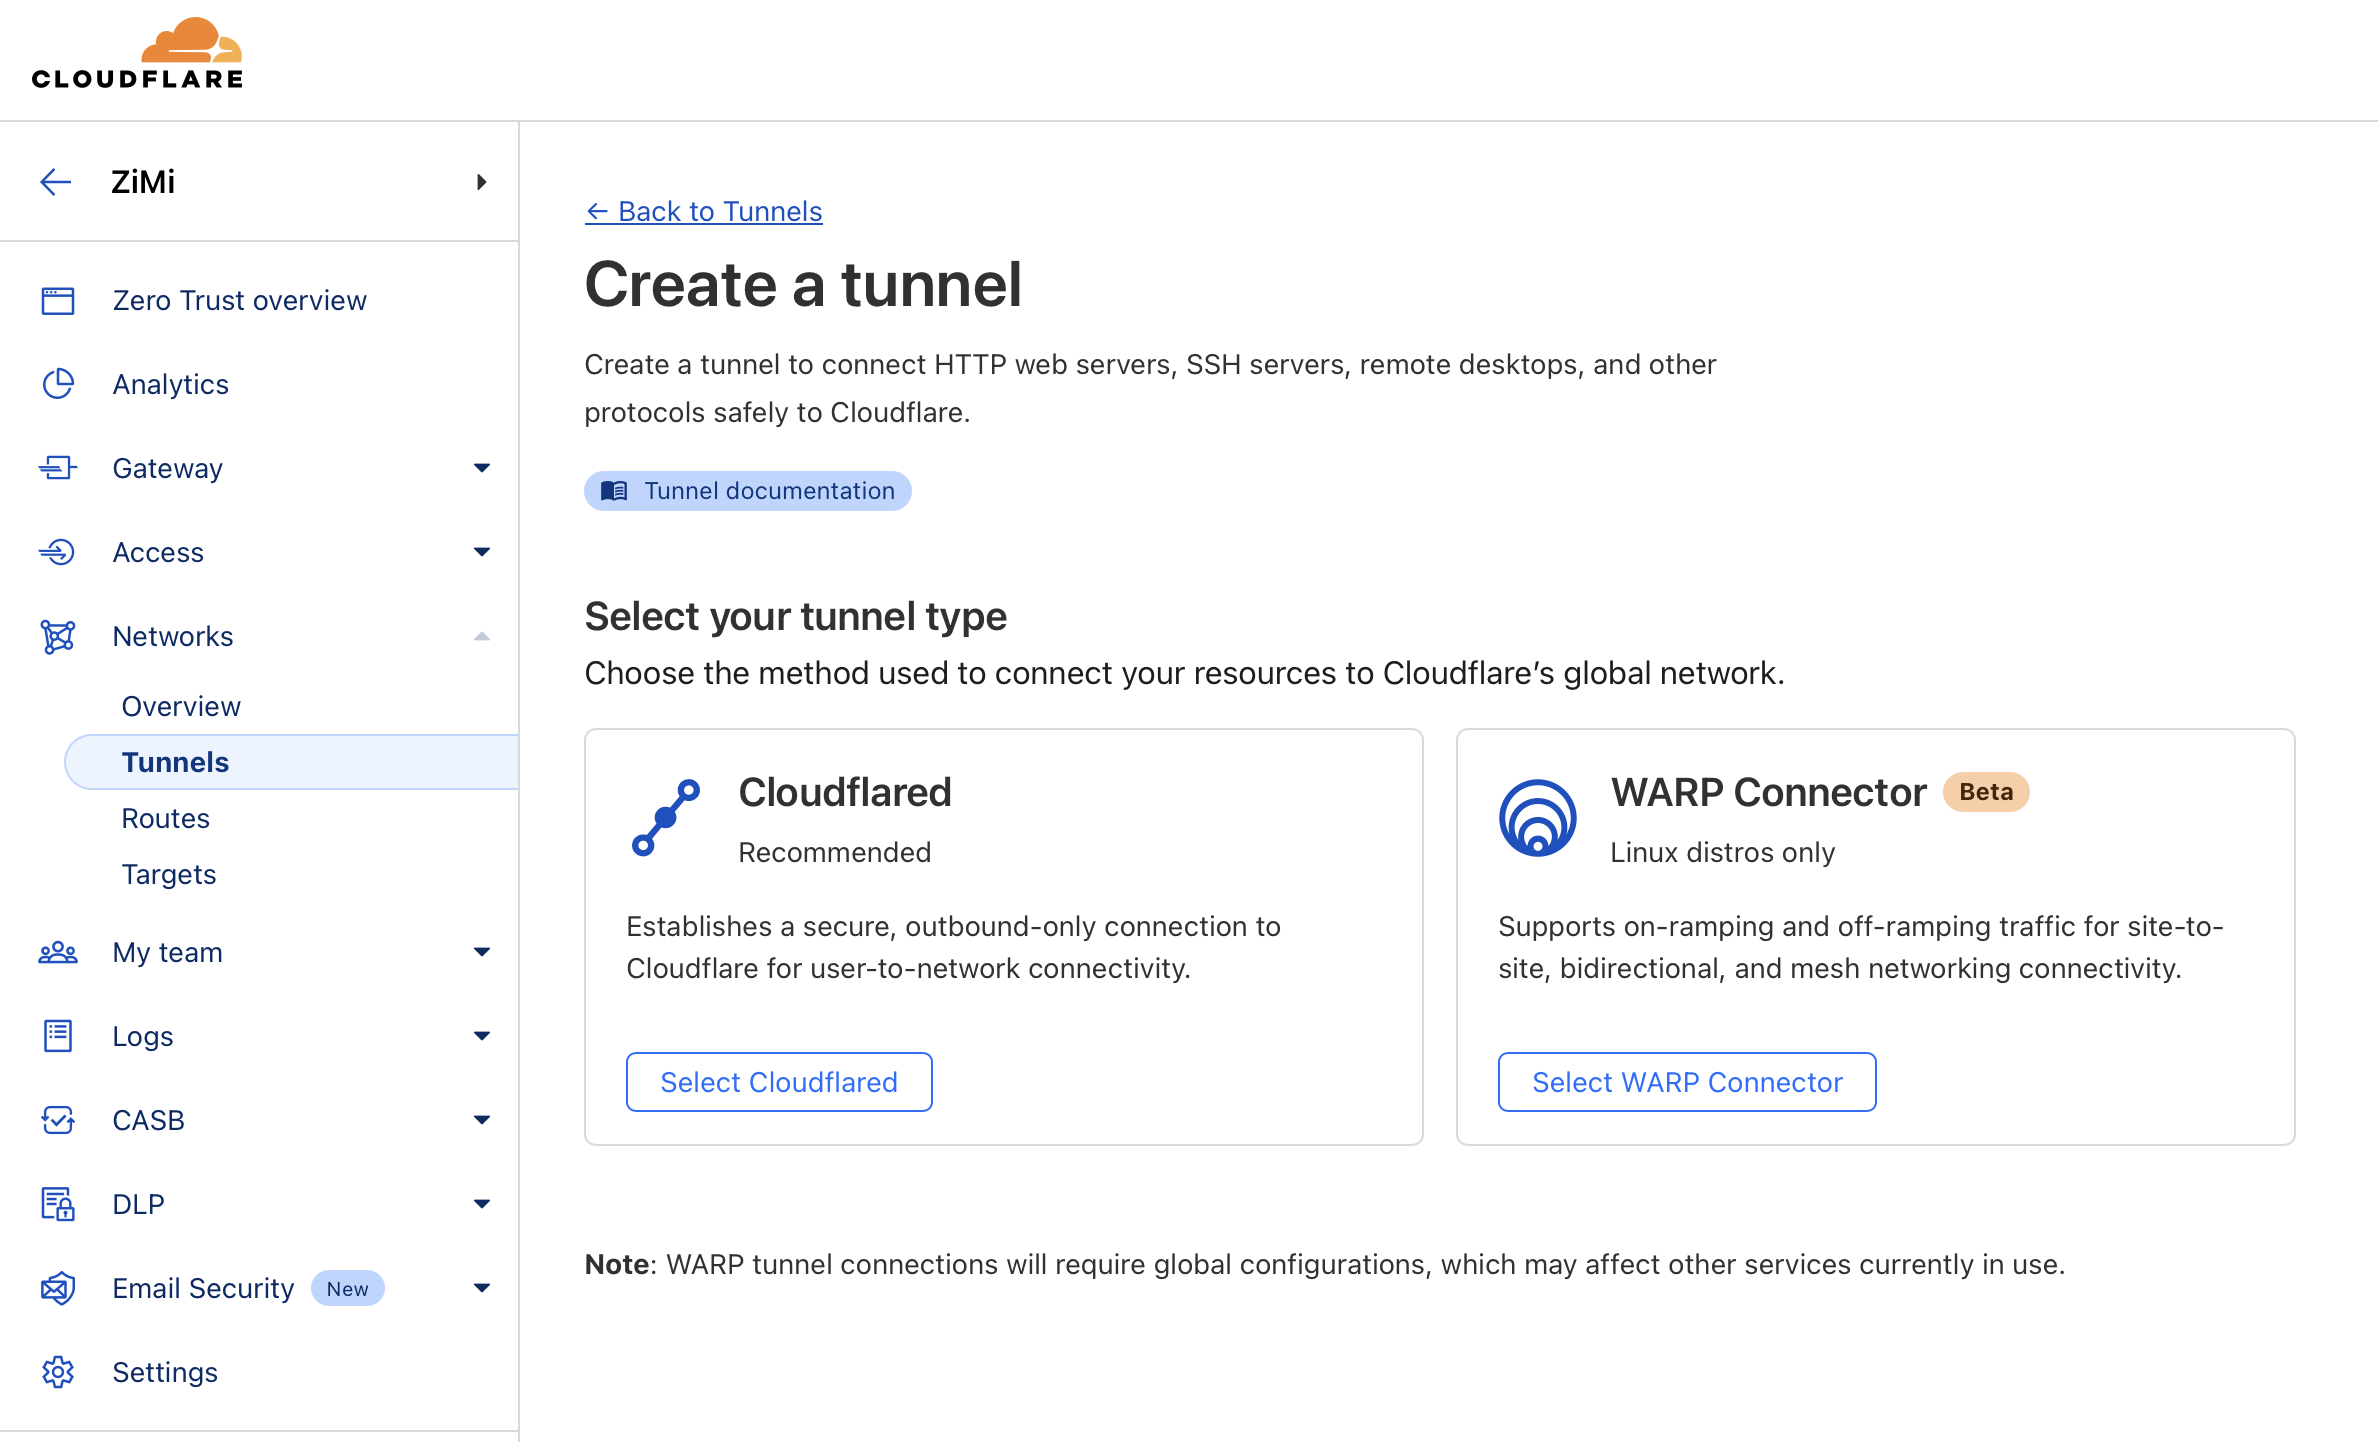 CLOUDFLARE
ZiMi
Zero Trust overview
Analytics
Gateway
Access
Networks
Overview
Tunnels
Routes
Targets
My team
Logs
CASB
DLP
Email Security New
Settings
← Back to Tunnels
Create a tunnel
Create a tunnel to connect HTTP web servers, SSH servers, remote desktops, and other
protocols safely to Cloudflare.
Tunnel documentation
Select your tunnel type
Choose the method used to connect your resources to Cloudflare’s global network.
Cloudflared
Recommended
Establishes a secure, outbound-only connection to
Cloudflare for user-to-network connectivity.
Select Cloudflared
WARP Connector Beta
Linux distros only
Supports on-ramping and off-ramping traffic for site-to-
site, bidirectional, and mesh networking connectivity.
Select WARP Connector
Note: WARP tunnel connections will require global configurations, which may affect other services currently in use.